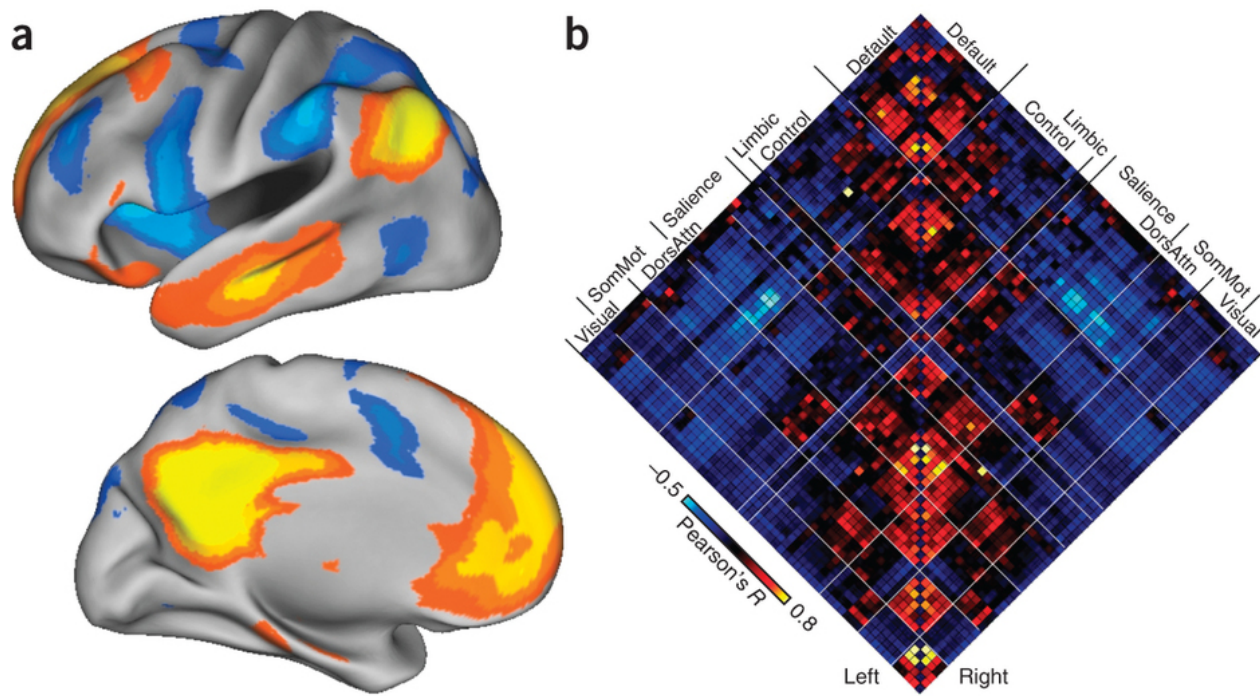 a
b
Default
Default
Limbic
Control
Control
Limbic
Salience
Salience
DorsAttn
DorsAttn
SomMot
SomMot
Visual
Visual
–0.5
Pearson's R
0.8
Left
Right